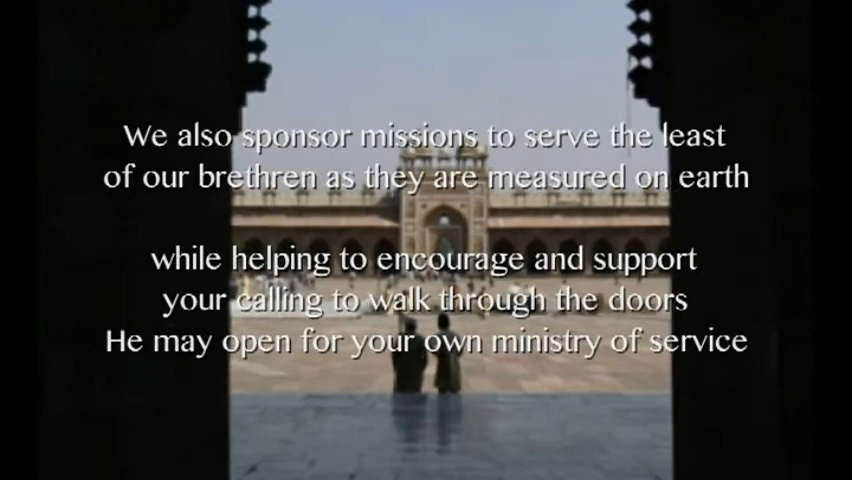 We also sponsor missions to serve the least
of our brethren as they are measured on earth
while helping to encourage and support
your calling to walk through the doors
He may open for your own ministry of service